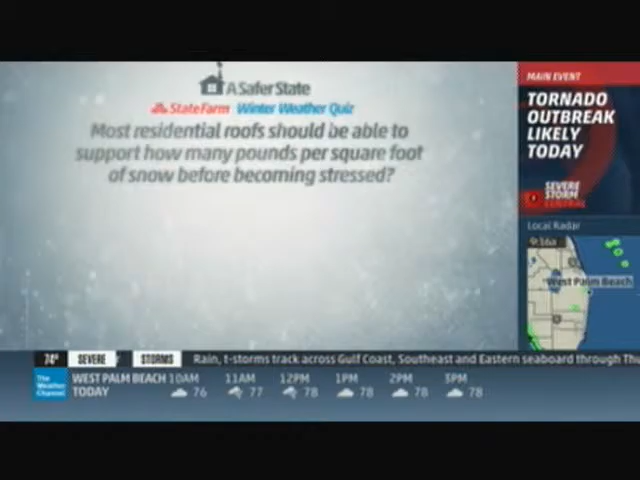 A Safer State
StateFarm Winter Weather Quiz
Most residential roofs should be able to
support how many pounds per square foot
of snow before becoming stressed?
MAIN EVENT
TORNADO
OUTBREAK
LIKELY
TODAY
SEVERE
STORM
CENTRAL
Local Radar
9:36a
West Palm Beach
74° SEVERE STORMS Rain, t-storms track across Gulf Coast, Southeast and Eastern seaboard through Thu
The
Weather
Channel
WEST PALM BEACH 10AM 11AM 12PM 1PM 2PM 3PM
TODAY 76 77 78 78 78 78